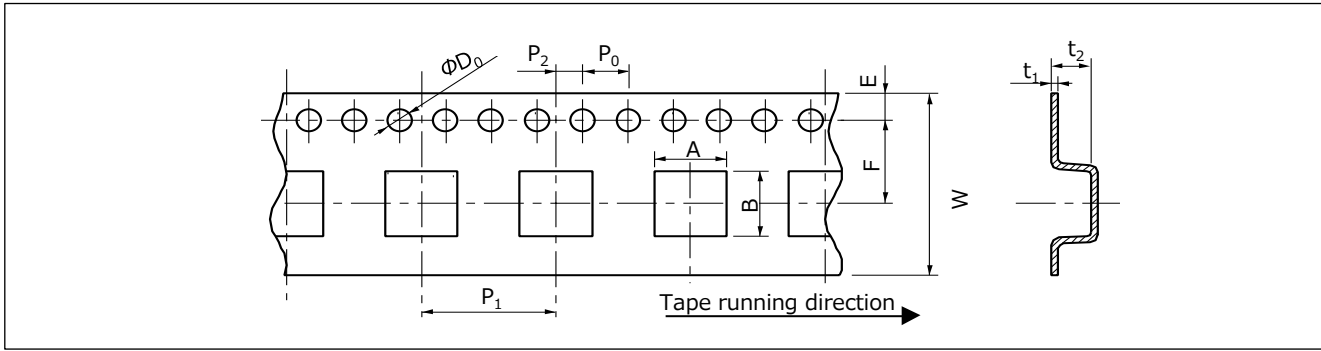 P₂
P₀
ΦD₀
E
t₁
t₂
A
F
B
W
P₁
Tape running direction